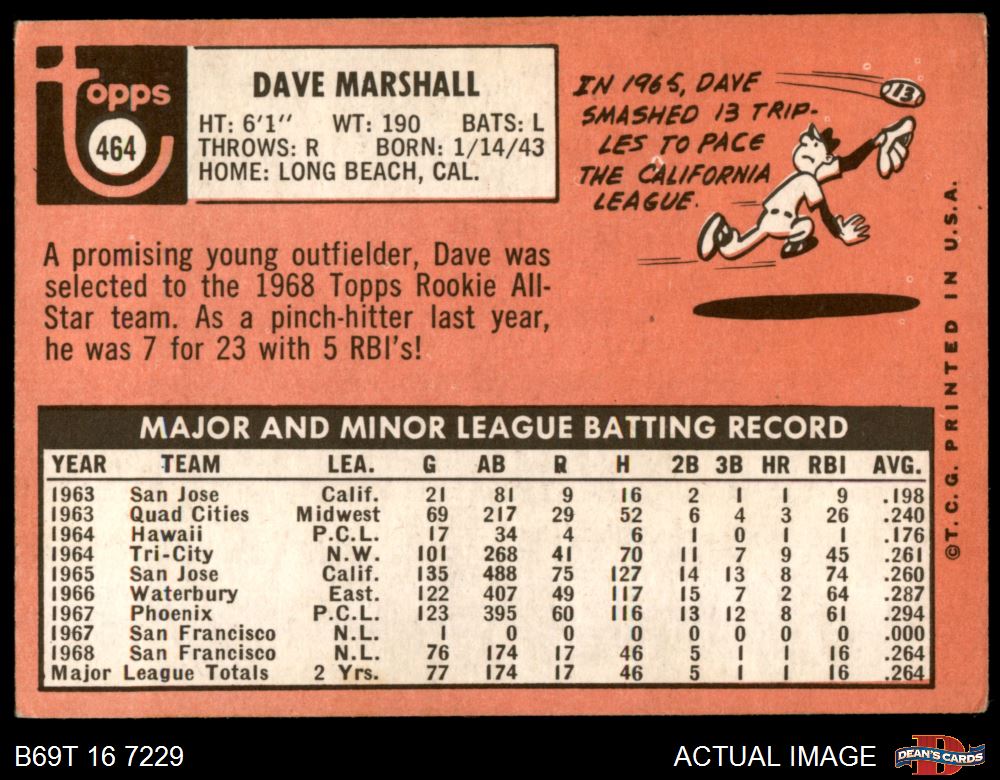 topps
464
DAVE MARSHALL
HT: 6'1" WT: 190 BATS: L
THROWS: R BORN: 1/14/43
HOME: LONG BEACH, CAL.
IN 1965, DAVE
SMASHED 13 TRIP-
LES TO PACE
THE CALIFORNIA
LEAGUE.
13
A promising young outfielder, Dave was
selected to the 1968 Topps Rookie All-
Star team. As a pinch-hitter last year,
he was 7 for 23 with 5 RBI's!
MAJOR AND MINOR LEAGUE BATTING RECORD
YEAR TEAM LEA. G AB R H 2B 3B HR RBI AVG.
1963 San Jose Calif. 21 81 9 16 2 1 1 9 .198
1963 Quad Cities Midwest 69 217 29 52 6 4 3 26 .240
1964 Hawaii P.C.L. 17 34 4 6 1 0 1 1 .176
1964 Tri-City N.W. 101 268 41 70 11 7 9 45 .261
1965 San Jose Calif. 135 488 75 127 14 13 8 74 .260
1966 Waterbury East. 122 407 49 117 15 7 2 64 .287
1967 Phoenix P.C.L. 123 395 60 116 13 12 8 61 .294
1967 San Francisco N.L. 1 0 0 0 0 0 0 0 .000
1968 San Francisco N.L. 76 174 17 46 5 1 1 16 .264
Major League Totals 2 Yrs. 77 174 17 46 5 1 1 16 .264
©T.C.G. PRINTED IN U.S.A.
B69T 16 7229
ACTUAL IMAGE
D
DEAN'S CARDS